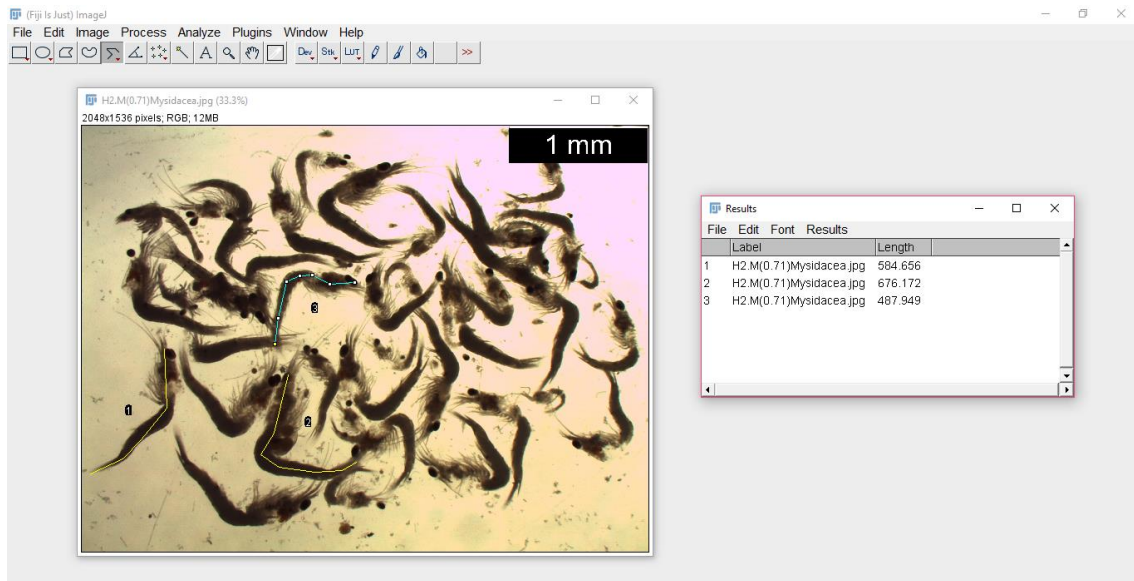 (Fiji Is Just) ImageJ
File Edit Image Process Analyze Plugins Window Help
A Dev Stk LUT >>
H2.M(0.71)Mysidacea.jpg (33.3%)
2048x1536 pixels; RGB; 12MB
1 mm
3
1
2
Results
File Edit Font Results
Label Length
1 H2.M(0.71)Mysidacea.jpg 584.656
2 H2.M(0.71)Mysidacea.jpg 676.172
3 H2.M(0.71)Mysidacea.jpg 487.949